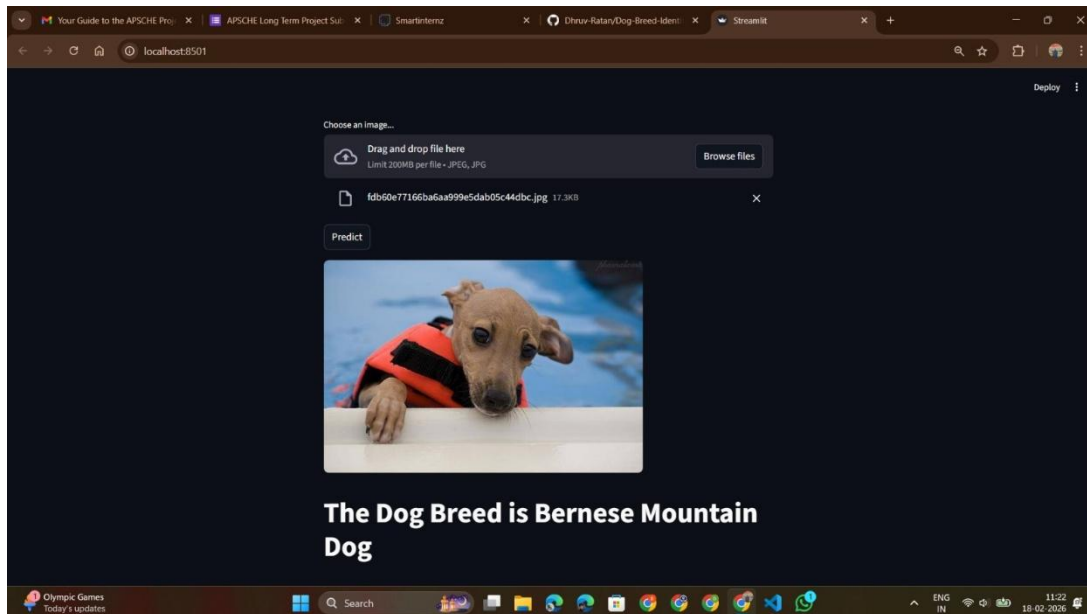 Your Guide to the APSCHE Proj
APSCHE Long Term Project Sub
Smartinternz
Dhruv-Ratan/Dog-Breed-Identi
Streamlit
localhost:8501
Deploy
Choose an image...
Drag and drop file here
Limit 200MB per file • JPEG, JPG
Browse files
fdb60e77166ba6aa999e5dab05c44dbc.jpg 17.3KB
Predict
The Dog Breed is Bernese Mountain
Dog
1
Olympic Games
Today's updates
Search
ENG
IN
11:22
18-02-2026